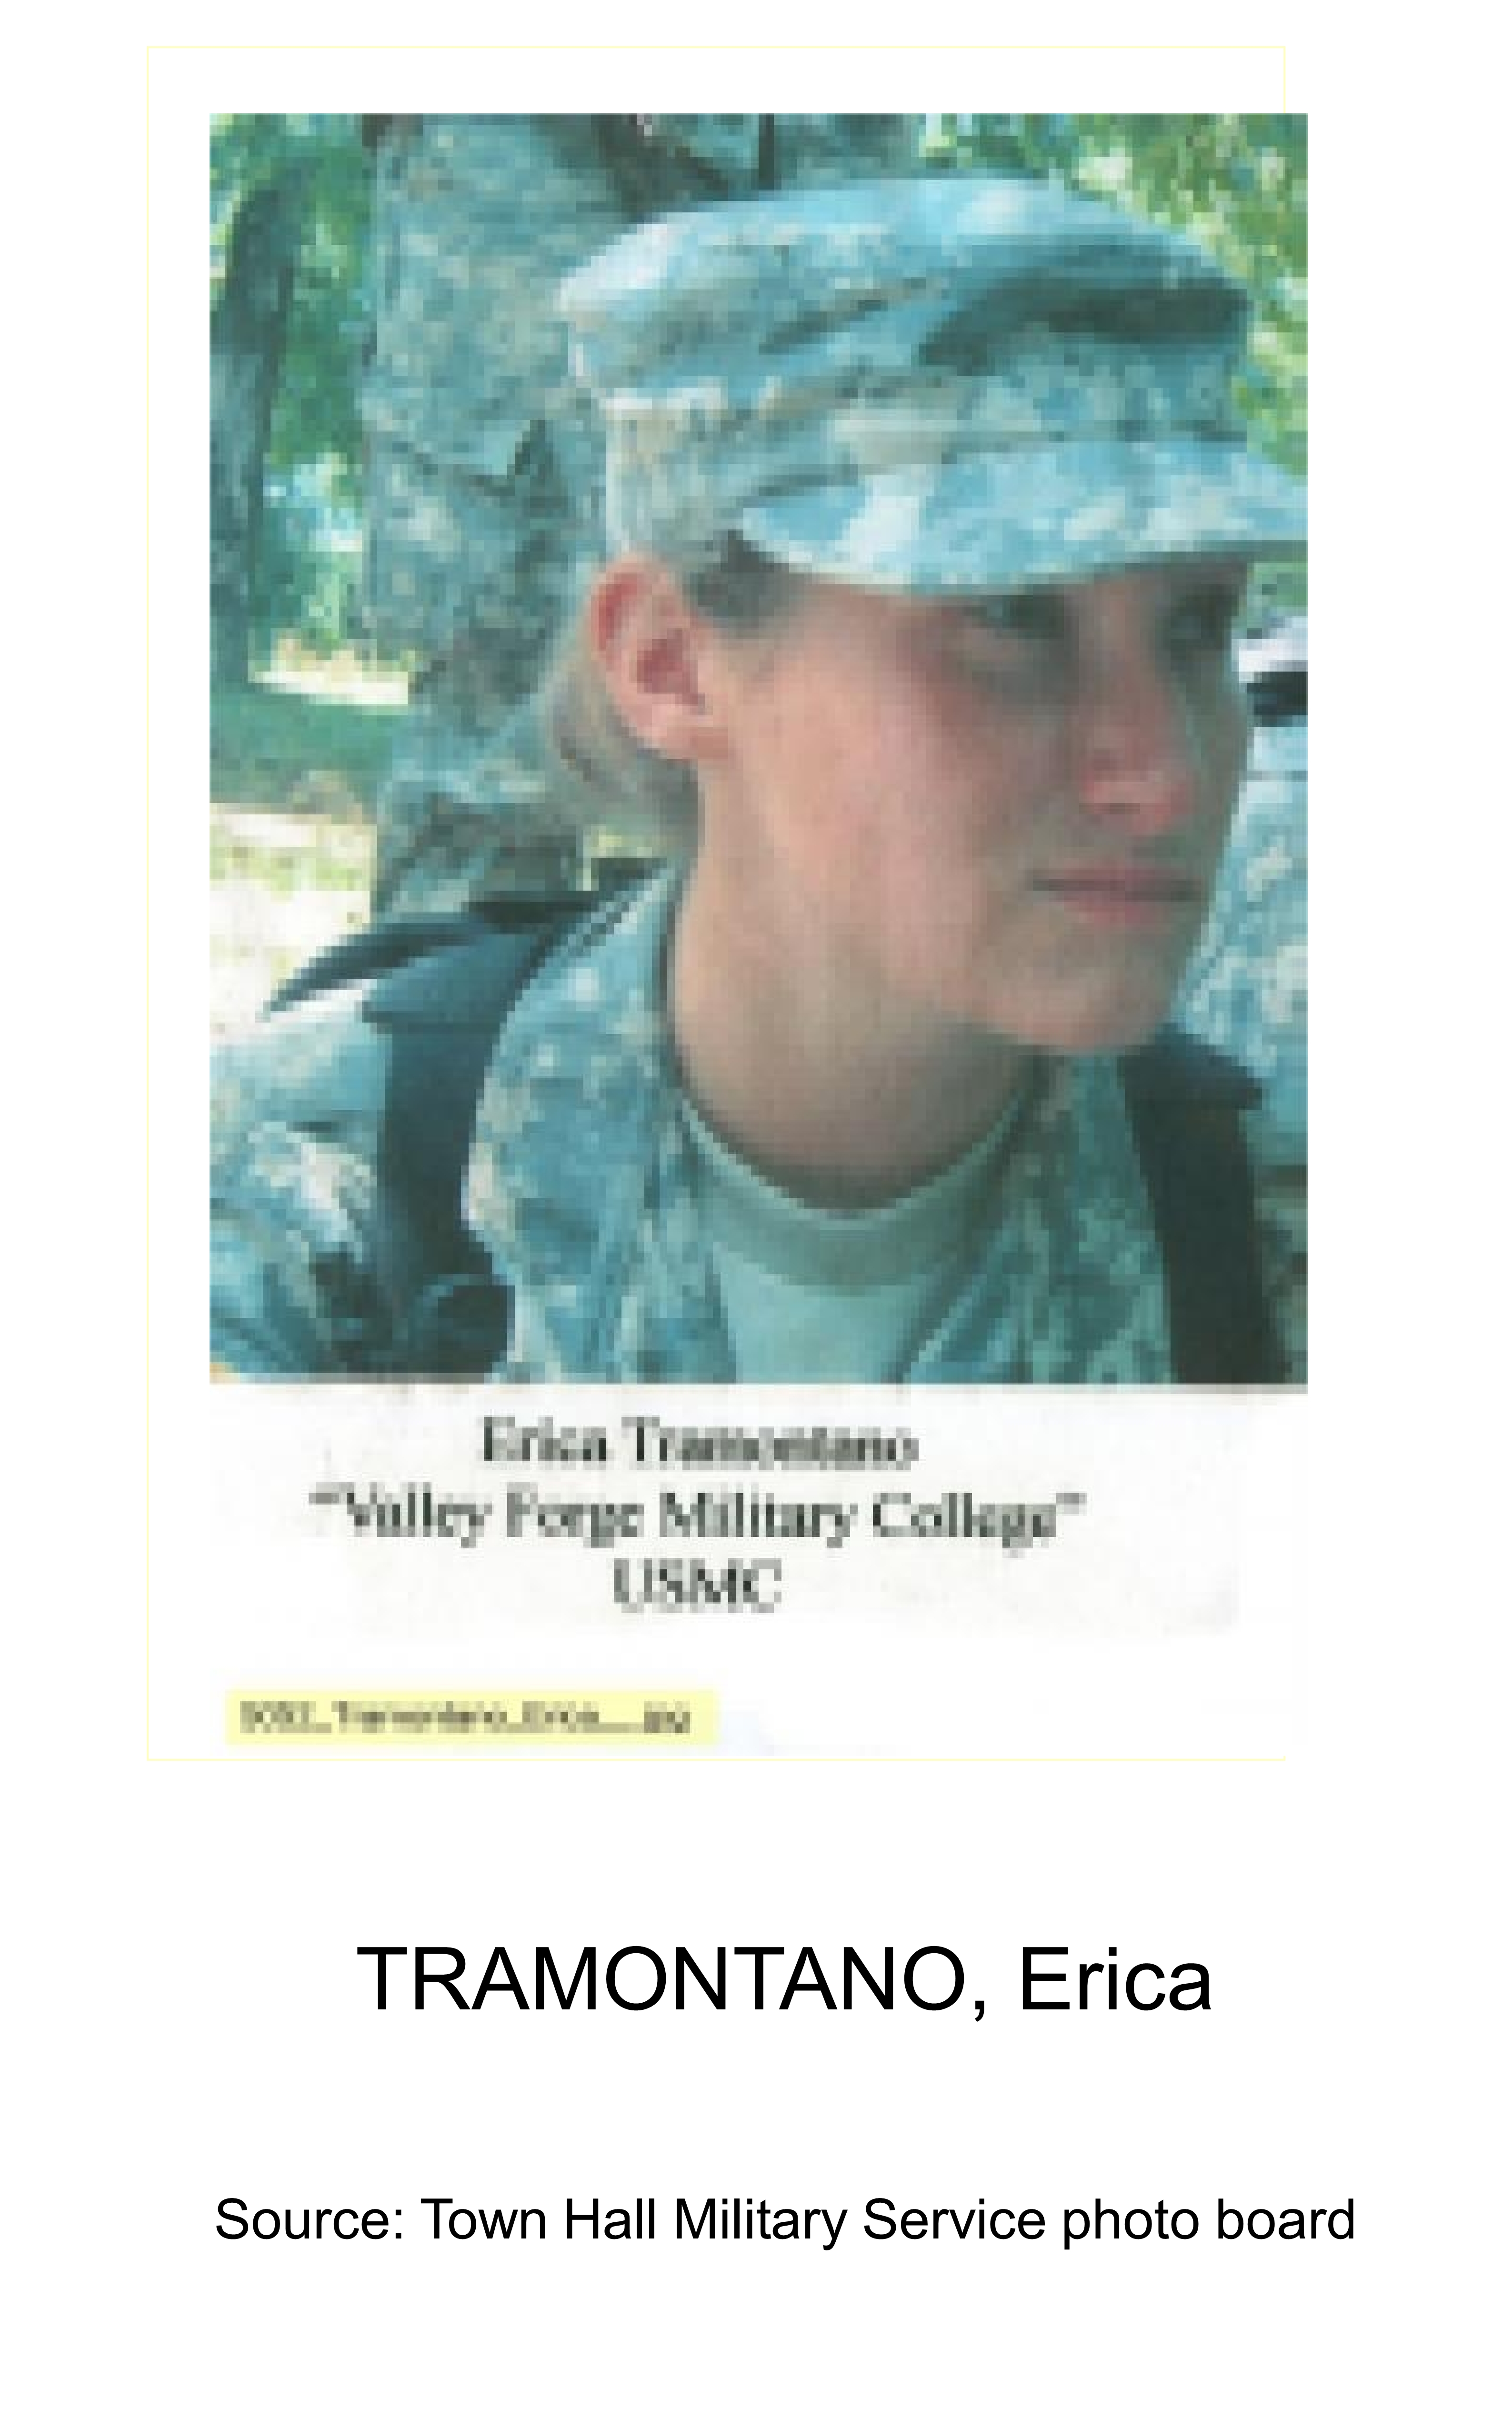 Erica Tramontano
"Valley Forge Military College"
USMC
TRAMONTANO, Erica
Source: Town Hall Military Service photo board